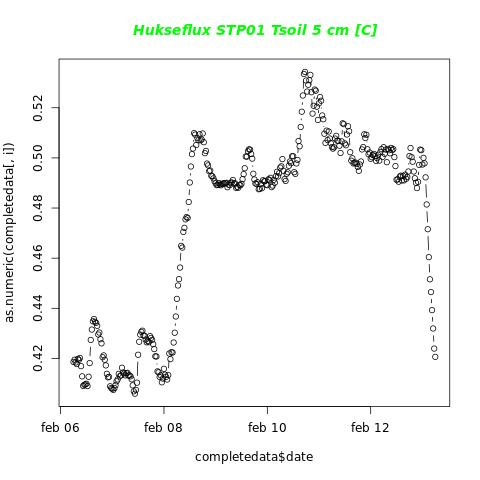 Hukseflux STP01 Tsoil 5 cm [C]
as.numeric(completedata[, i])
0.52
0.50
0.48
0.46
0.44
0.42
feb 06
feb 08
feb 10
feb 12
completedata$date